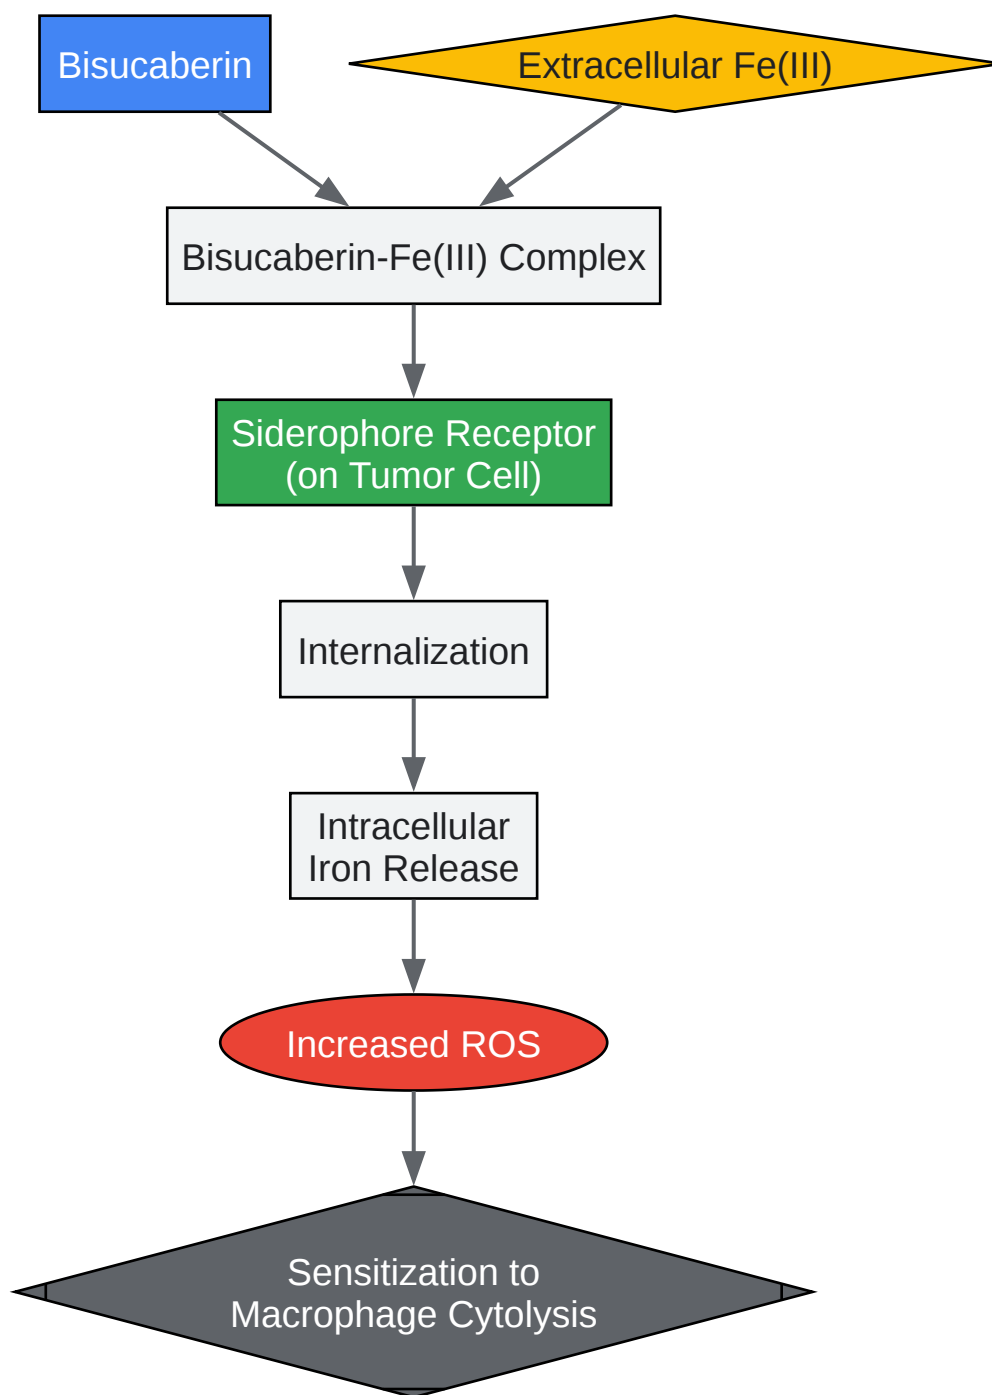 Bisucaberin
Extracellular Fe(III)
Bisucaberin-Fe(III) Complex
Siderophore Receptor
(on Tumor Cell)
Internalization
Intracellular
Iron Release
Increased ROS
Sensitization to
Macrophage Cytolysis